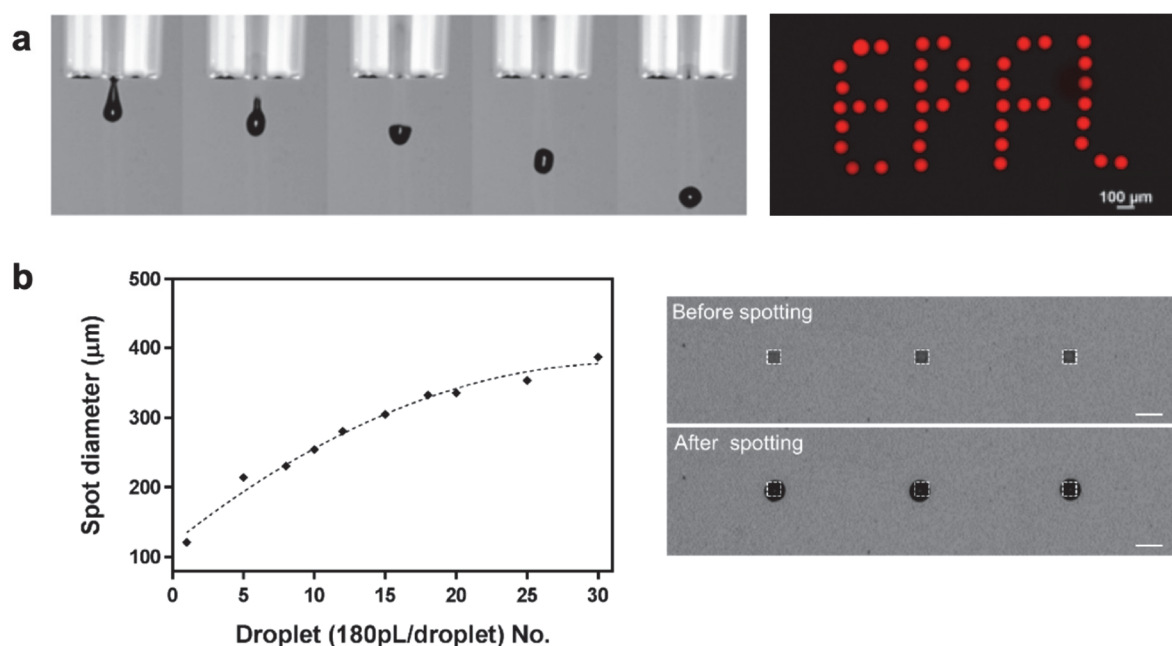 a
EPFL
100 µm
b
500
400
300
200
100
0
5
10
15
20
25
30
Spot diameter (µm)
Droplet (180pL/droplet) No.
Before spotting
After spotting